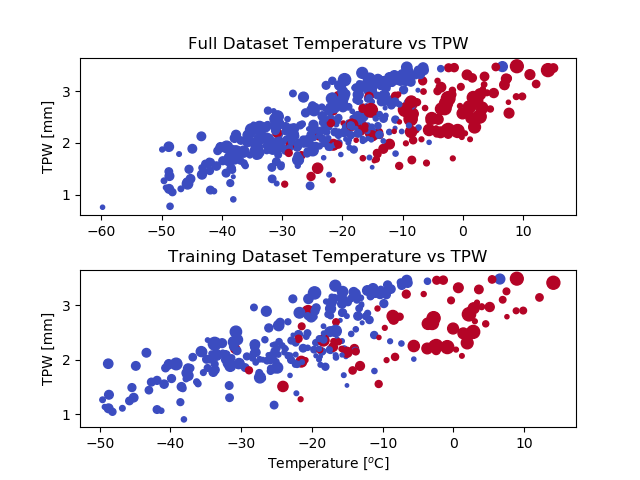 Full Dataset Temperature vs TPW
TPW [mm]
3
2
1
−60 −50 −40 −30 −20 −10 0 10
Training Dataset Temperature vs TPW
TPW [mm]
3
2
1
−50 −40 −30 −20 −10 0 10
Temperature [°C]